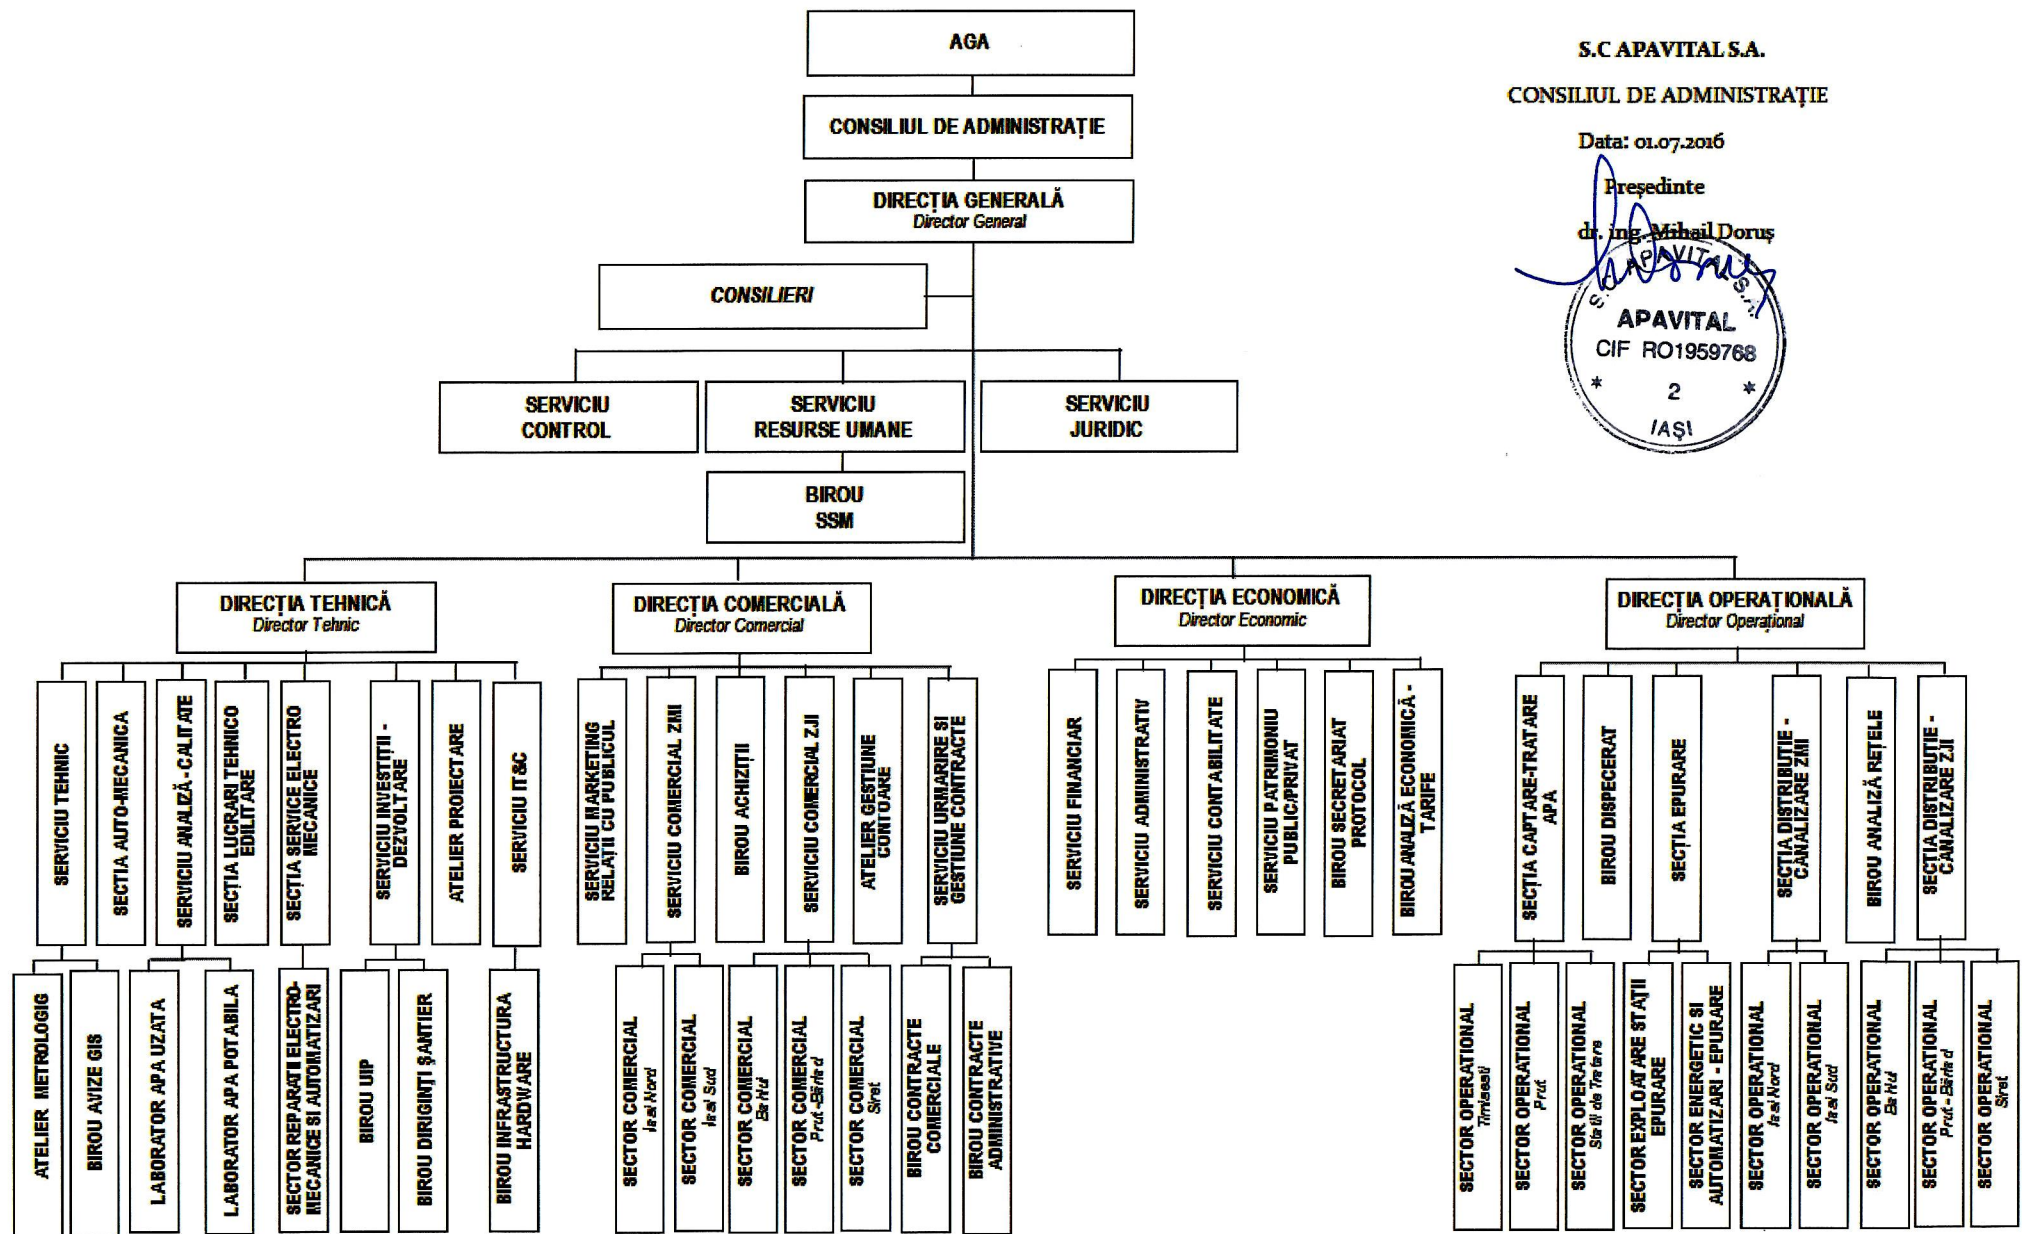 AGA
CONSILIUL DE ADMINISTRAȚIE
DIRECȚIA GENERALĂ
Director General
CONSILIERI
S.C APAVITAL S.A.
CONSILIUL DE ADMINISTRAȚIE
Data: 01.07.2016
Președinte
dr. ing. Mihail Doruș
S.C. APAVITAL S.A.
APAVITAL
CIF RO1959768
* 2 *
IAȘI
SERVICIU
CONTROL
SERVICIU
RESURSE UMANE
SERVICIU
JURIDIC
BIROU
SSM
DIRECȚIA TEHNICĂ
Director Tehnic
DIRECȚIA COMERCIALĂ
Director Comercial
DIRECȚIA ECONOMICĂ
Director Economic
DIRECȚIA OPERAȚIONALĂ
Director Operațional
SERVICIU TEHNIC
SECTIA AUTO-MECANICA
SERVICIU ANALIZĂ - CALITATE
SECȚIA LUCRARI TEHNICO
EDILITARE
SECȚIA SERVICE ELECTRO
MECANICE
SERVICIU INVESTIȚII -
DEZVOLTARE
ATELIER PROIECTARE
SERVICIU IT&C
SERVICIU MARKETING
RELAȚII CU PUBLICUL
SERVICIU COMERCIAL ZMI
BIROU ACHIZIȚII
SERVICIU COMERCIAL ZJI
ATELIER GESTIUNE
CONTOARE
SERVICIU URMARIRE SI
GESTIUNE CONTRACTE
SERVICIU FINANCIAR
SERVICIU ADMINISTRATIV
SERVICIU CONTABILITATE
SERVICIU PATRIMONIU
PUBLIC/PRIVAT
BIROU SECRETARIAT
PROTOCOL
BIROU ANALIZĂ ECONOMICĂ -
TARIFE
SECȚIA CAPTARE-TRATARE
APA
BIROU DISPECERAT
SECȚIA EPURARE
SECȚIA DISTRIBUTIE -
CANALIZARE ZMI
BIROU ANALIZĂ REȚELE
SECȚIA DISTRIBUTIE -
CANALIZARE ZJI
ATELIER METROLOGIG
BIROU AVIZE GIS
LABORATOR APA UZATA
LABORATOR APA POTABILA
SECTOR REPARATII ELECTRO-
MECANICE SI AUTOMATIZARI
BIROU UIP
BIROU DIRIGINȚI ȘANTIER
BIROU INFRASTRUCTURA
HARDWARE
SECTOR COMERCIAL
Iasi Nord
SECTOR COMERCIAL
Iasi Sud
SECTOR COMERCIAL
Bahlui
SECTOR COMERCIAL
Prut -Bârlad
SECTOR COMERCIAL
Siret
BIROU CONTRACTE
COMERCIALE
BIROU CONTRACTE
ADMINISTRATIVE
SECTOR OPERATIONAL
Timisesti
SECTOR OPERATIONAL
Prut
SECTOR OPERATIONAL
Statii de Tratare
SECTOR EXPLOATARE STAȚII
EPURARE
SECTOR ENERGETIC SI
AUTOMATIZARI - EPURARE
SECTOR OPERATIONAL
Iasi Nord
SECTOR OPERATIONAL
Iasi Sud
SECTOR OPERATIONAL
Bahlui
SECTOR OPERATIONAL
Prut - Bârlad
SECTOR OPERATIONAL
Siret